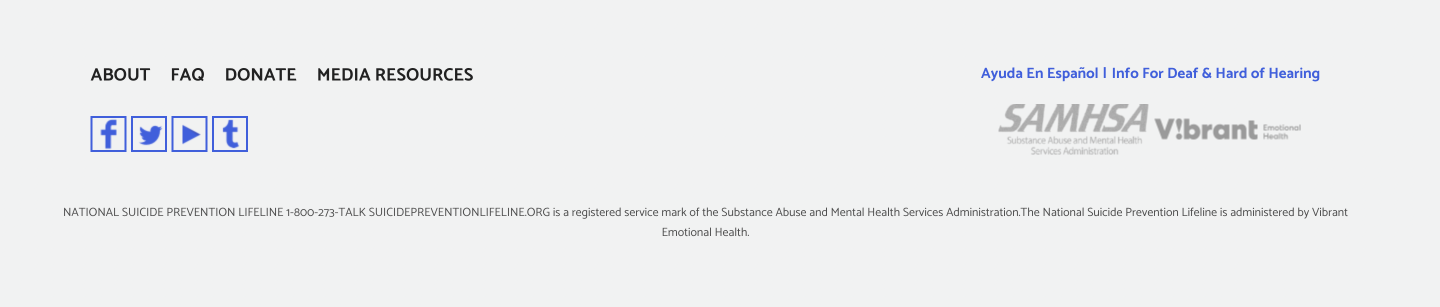 ABOUT FAQ DONATE MEDIA RESOURCES
Ayuda En Español | Info For Deaf & Hard of Hearing
SAMHSA
Substance Abuse and Mental Health
Services Administration
V!brant Emotional
Health
NATIONAL SUICIDE PREVENTION LIFELINE 1-800-273-TALK SUICIDEPREVENTIONLIFELINE.ORG is a registered service mark of the Substance Abuse and Mental Health Services Administration.The National Suicide Prevention Lifeline is administered by Vibrant
Emotional Health.